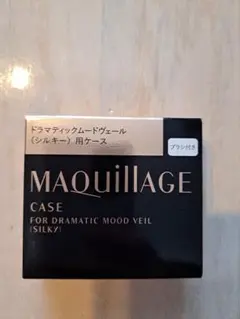 ドラマティックムードヴェール
〈シルキー〉用ケース
ブラシ付き
MAQuillAGE
CASE
FOR DRAMATIC MOOD VEIL
(SILKY)